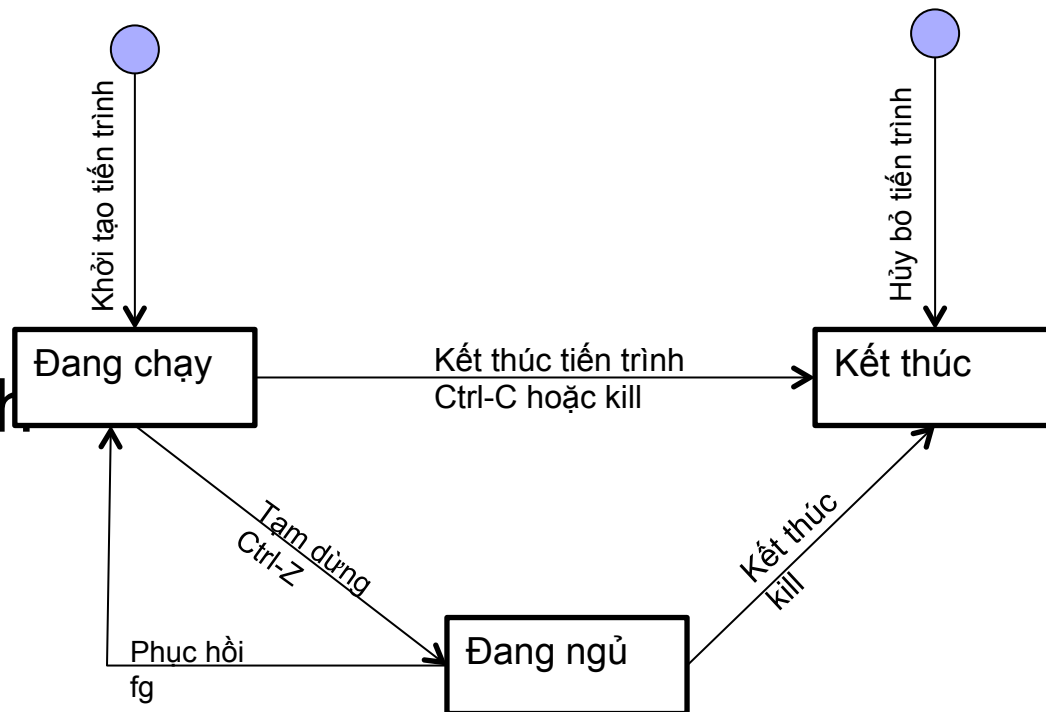 Khởi tạo tiến trình
Hủy bỏ tiến trình
Đang chạy
Kết thúc tiến trình
Ctrl-C hoặc kill
Kết thúc
Tạm dừng
Ctrl-Z
Kết thúc
kill
Phục hồi
fg
Đang ngủ